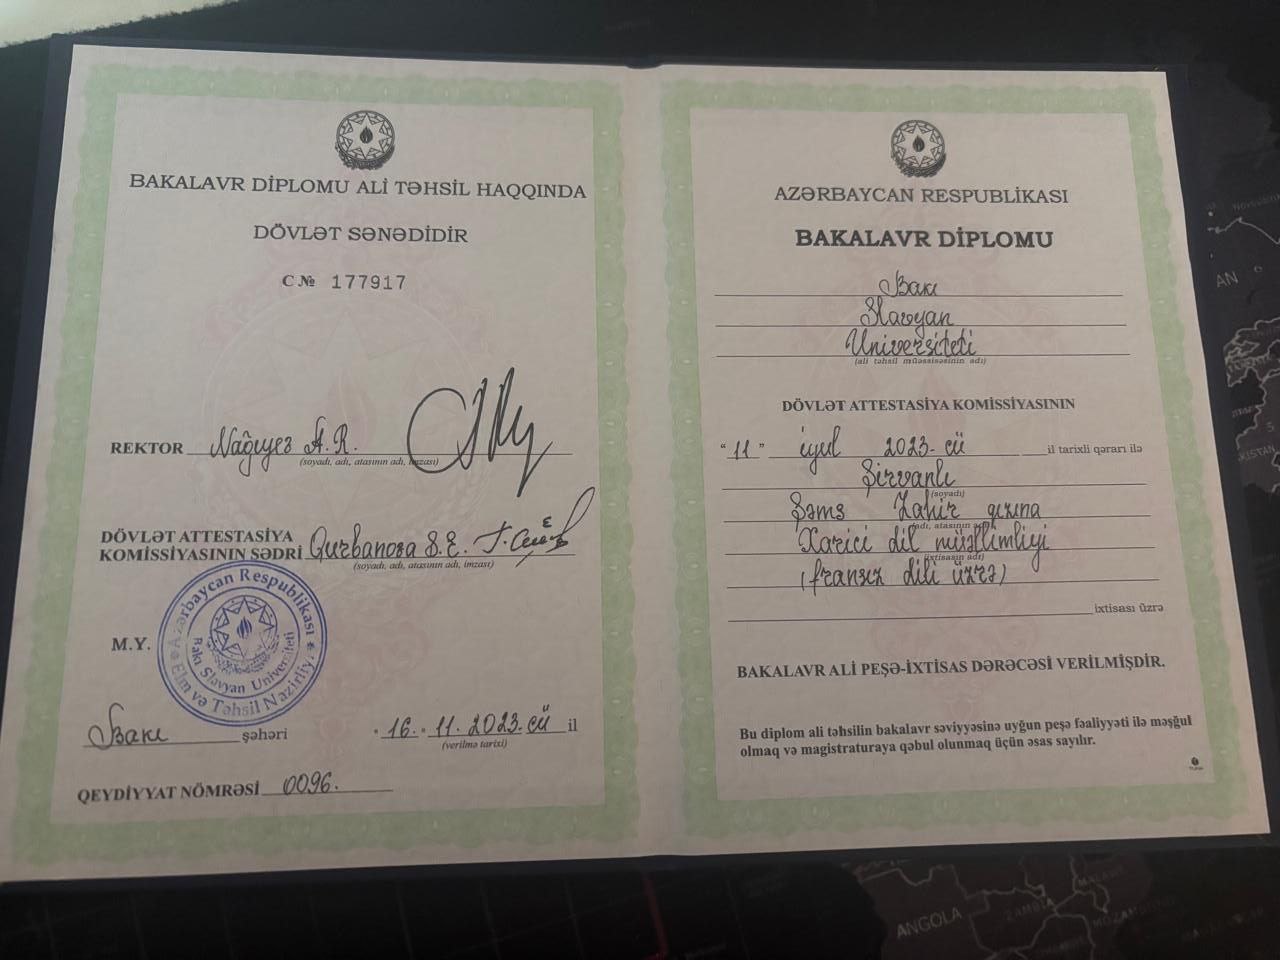 BAKALAVR DİPLOMU ALİ TƏHSİL HAQQINDA
DÖVLƏT SƏNƏDİDİR
C № 177917
REKTOR Nağıyev A.R.
(soyadı, adı, atasının adı, imzası)
DÖVLƏT ATTESTASİYA
KOMİSSİYASININ SƏDRİ Qurbanova S.E.
(soyadı, adı, atasının adı, imzası)
M.Y.
Azərbaycan Respublikası
Elm və Təhsil Nazirliyi
Bakı Slavyan Universiteti
Bakı şəhəri
"16" 11. 2023-cü il
(verilmə tarixi)
QEYDİYYAT NÖMRƏSİ 0096.
AZƏRBAYCAN RESPUBLİKASI
BAKALAVR DİPLOMU
Bakı
Slavyan
Universiteti
(ali təhsil müəssisəsinin adı)
DÖVLƏT ATTESTASİYA KOMİSSİYASININ
"11" iyul 2023-cü il tarixli qərarı ilə
Şirvanlı
(soyadı)
Şəms Zahir qızına
(adı, atasının adı)
Xarici dil müəllimliyi
(ixtisasın adı)
(fransız dili üzrə)
ixtisası üzrə
BAKALAVR ALİ PEŞƏ-İXTİSAS DƏRƏCƏSİ VERİLMİŞDİR.
Bu diplom ali təhsilin bakalavr səviyyəsinə uyğun peşə fəaliyyəti ilə məşğul
olmaq və magistraturaya qəbul olunmaq üçün əsas sayılır.
AN
ANGOLA
ZAMBIA